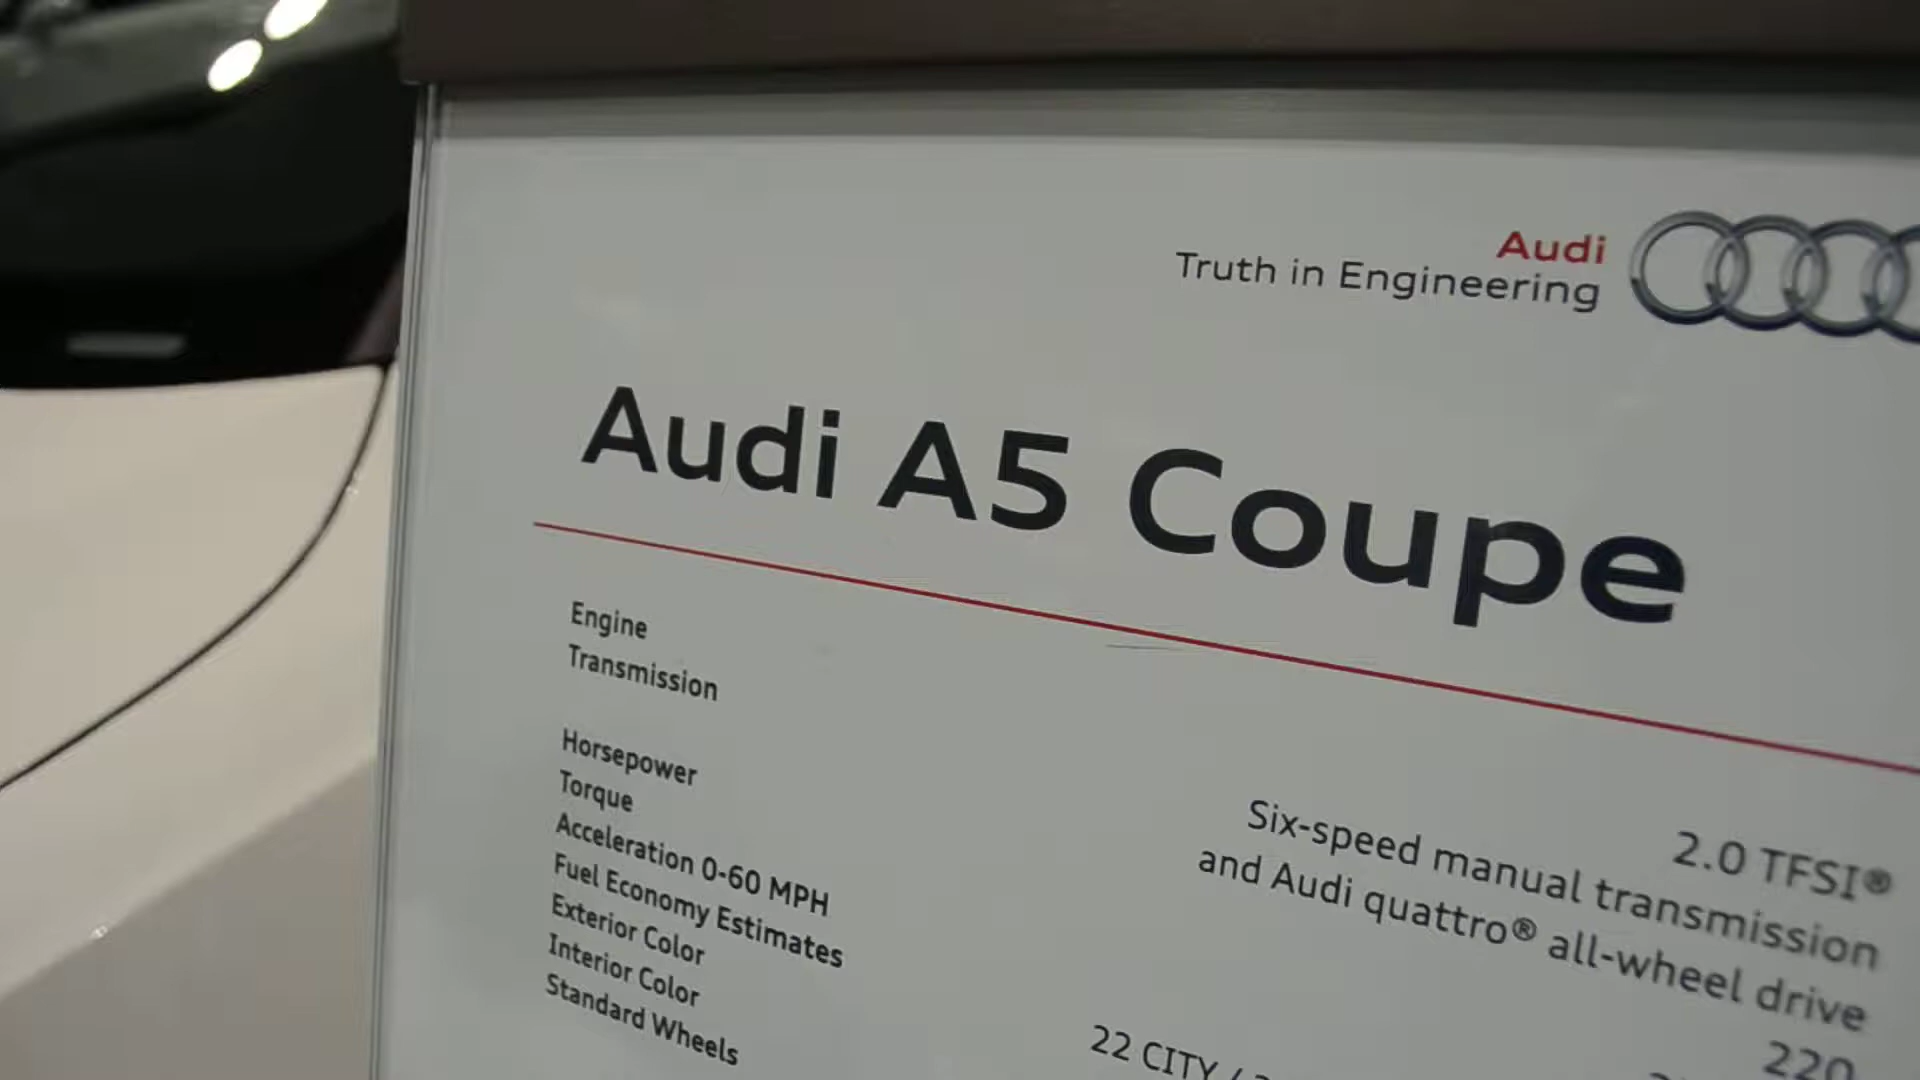 Audi
Truth in Engineering
Audi A5 Coupe
Engine
Transmission
Horsepower
Torque
Acceleration 0-60 MPH
Fuel Economy Estimates
Exterior Color
Interior Color
Standard Wheels
2.0 TFSI®
Six-speed manual transmission
and Audi quattro® all-wheel drive
220
22 CITY /